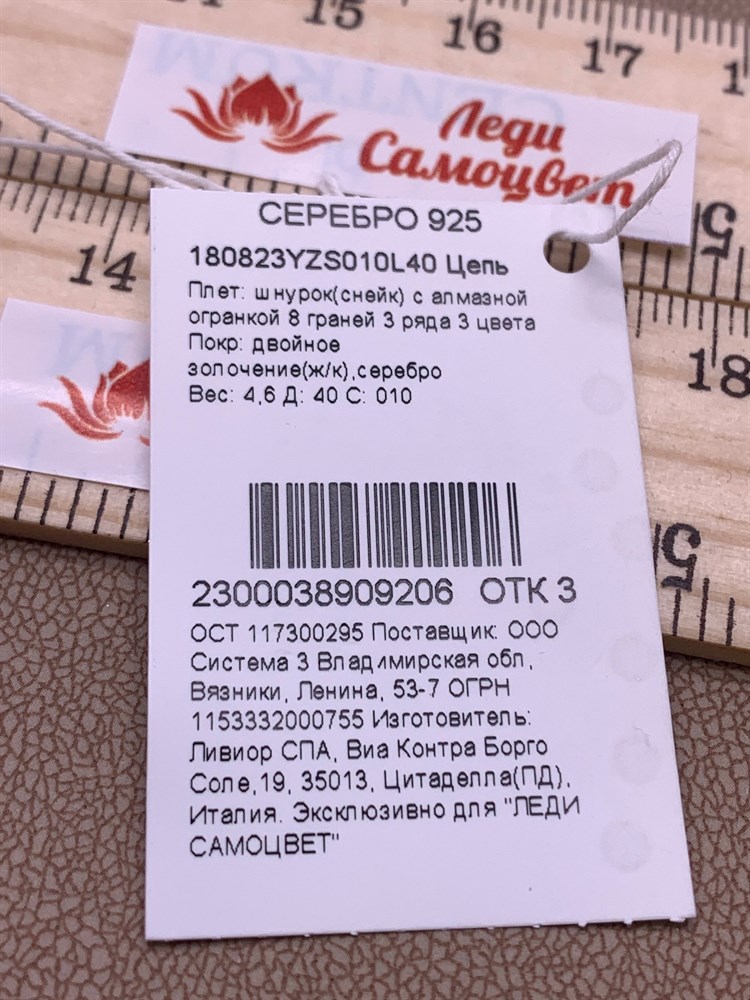 15 16 17
Леди
Самоцвет
14
5
18
5
СЕРЕБРО 925
180823YZS010L40 Цепь
Плет: шнурок(снейк) с алмазной
огранкой 8 граней 3 ряда 3 цвета
Покр: двойное
золочение(ж/к),серебро
Вес: 4,6 Д: 40 С: 010
2300038909206 ОТК 3
ОСТ 117300295 Поставщик: ООО
Система 3 Владимирская обл,
Вязники, Ленина, 53-7 ОГРН
1153332000755 Изготовитель:
Ливиор СПА, Виа Контра Борго
Соле,19, 35013, Цитаделла(ПД),
Италия. Эксклюзивно для "ЛЕДИ
САМОЦВЕТ"